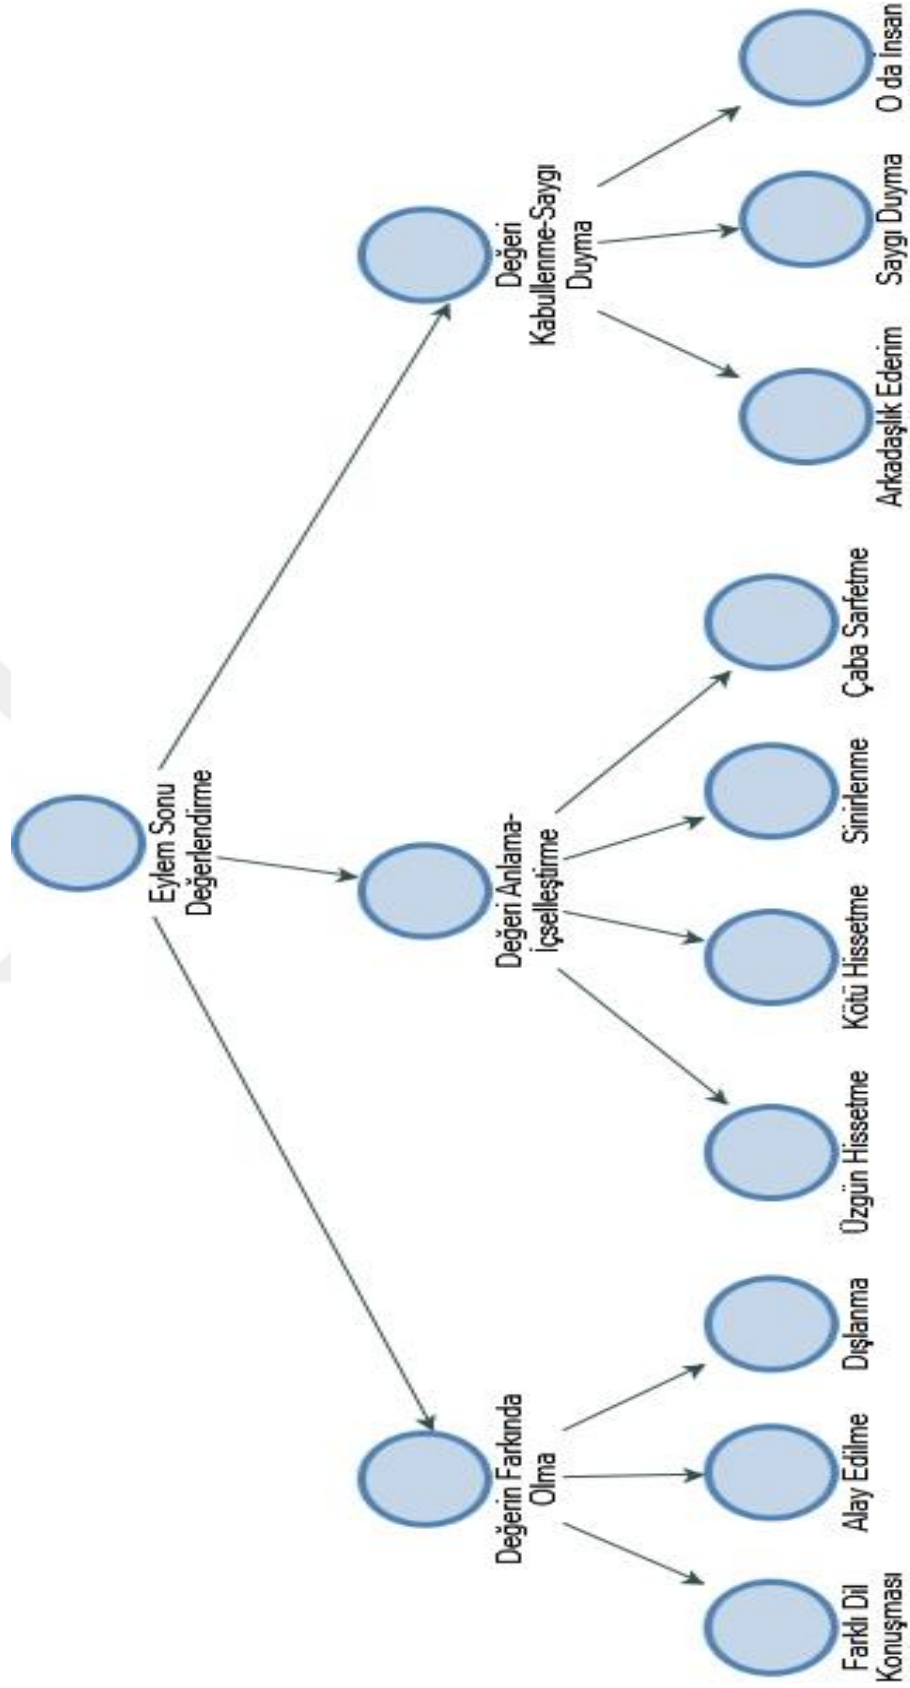 Eylem Sonu
Değerlendirme
Değerin Farkında
Olma
Değeri Anlama-
İçselleştirme
Değeri
Kabullenme-Saygı
Duyma
Farklı Dil
Konuşması
Alay Edilme
Dışlanma
Üzgün Hissetme
Kötü Hissetme
Sinirlenme
Çaba Sarfetme
Arkadaşlık Ederim
Saygı Duyma
O da İnsan